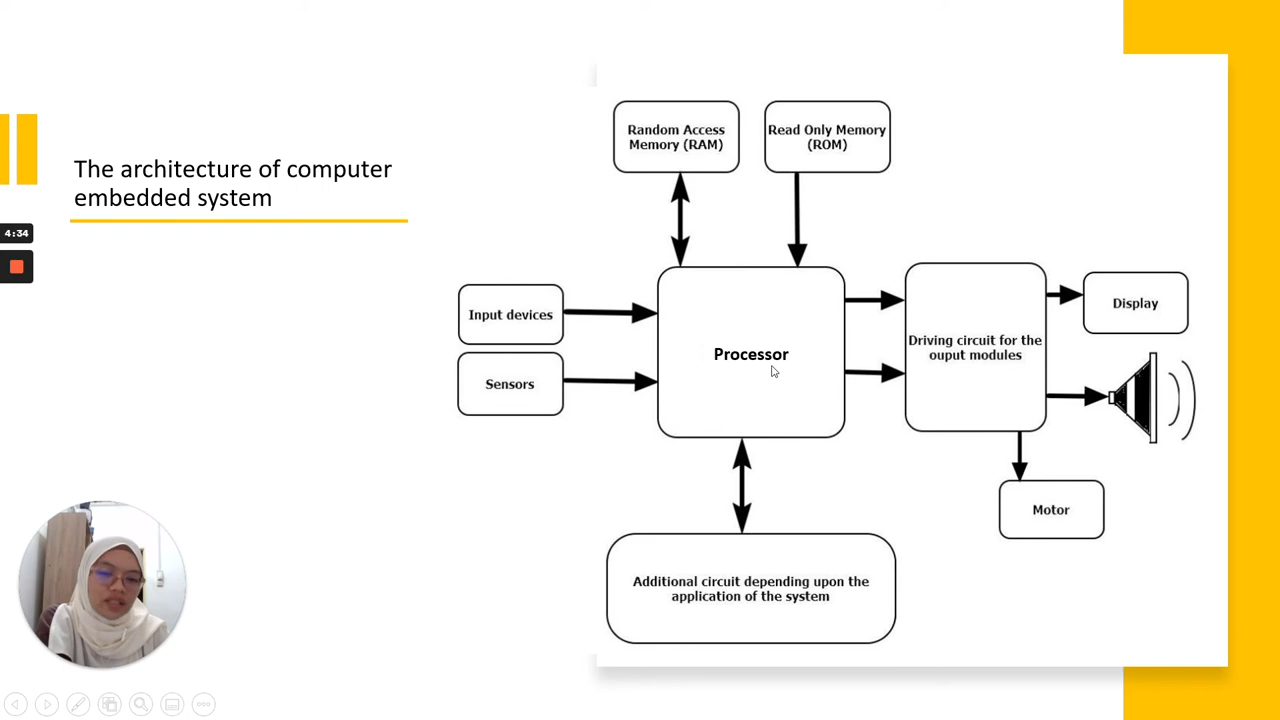 The architecture of computer
embedded system
4:34
Random Access
Memory (RAM)
Read Only Memory
(ROM)
Input devices
Sensors
Processor
Driving circuit for the
ouput modules
Display
Motor
Additional circuit depending upon the
application of the system